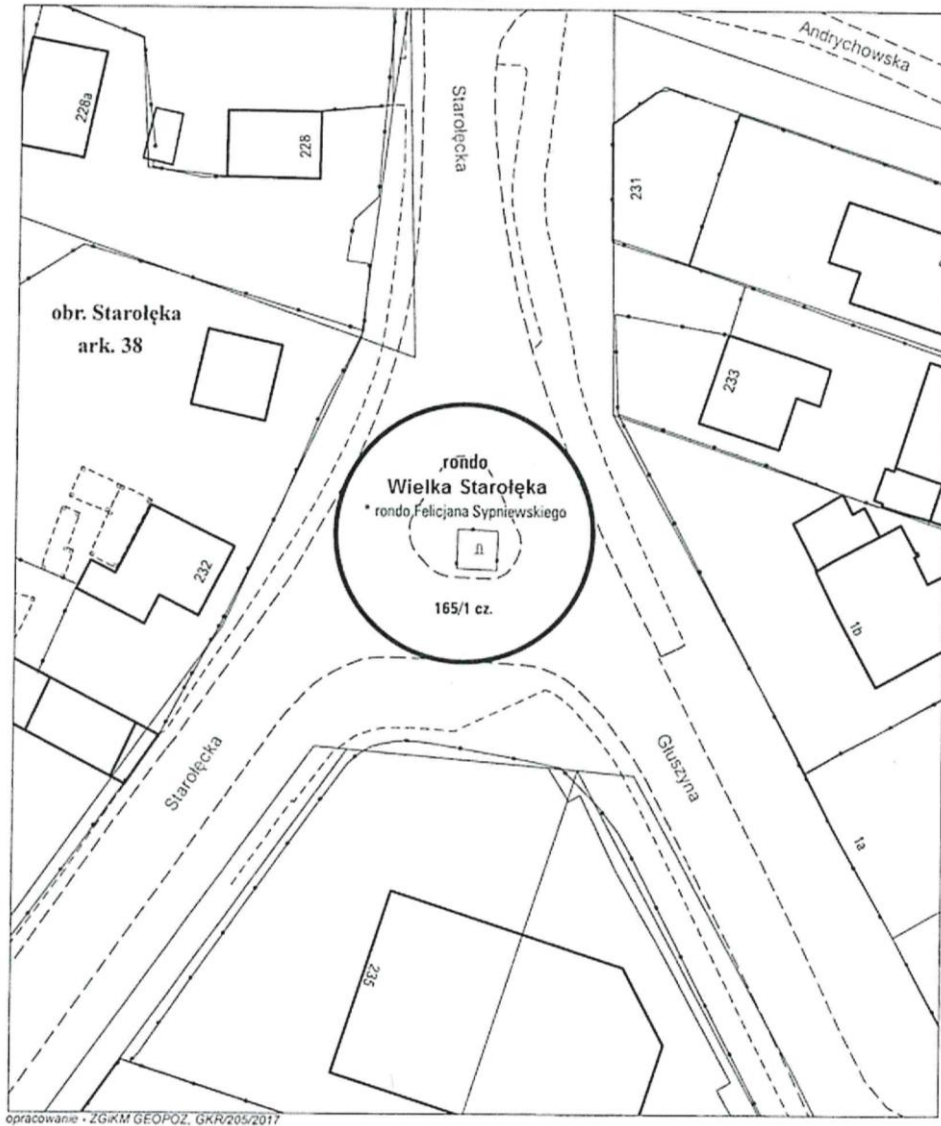 Andrychowska
Starołęcka
228a
228
231
obr. Starołęka
ark. 38
233
rondo
Wielka Starołęka
* rondo Felicjana Sypniewskiego
165/1 cz.
232
1b
Starołęcka
Głuszyna
1a
235
opracowanie - ZGiKM GEOPOZ, GKR/205/2017